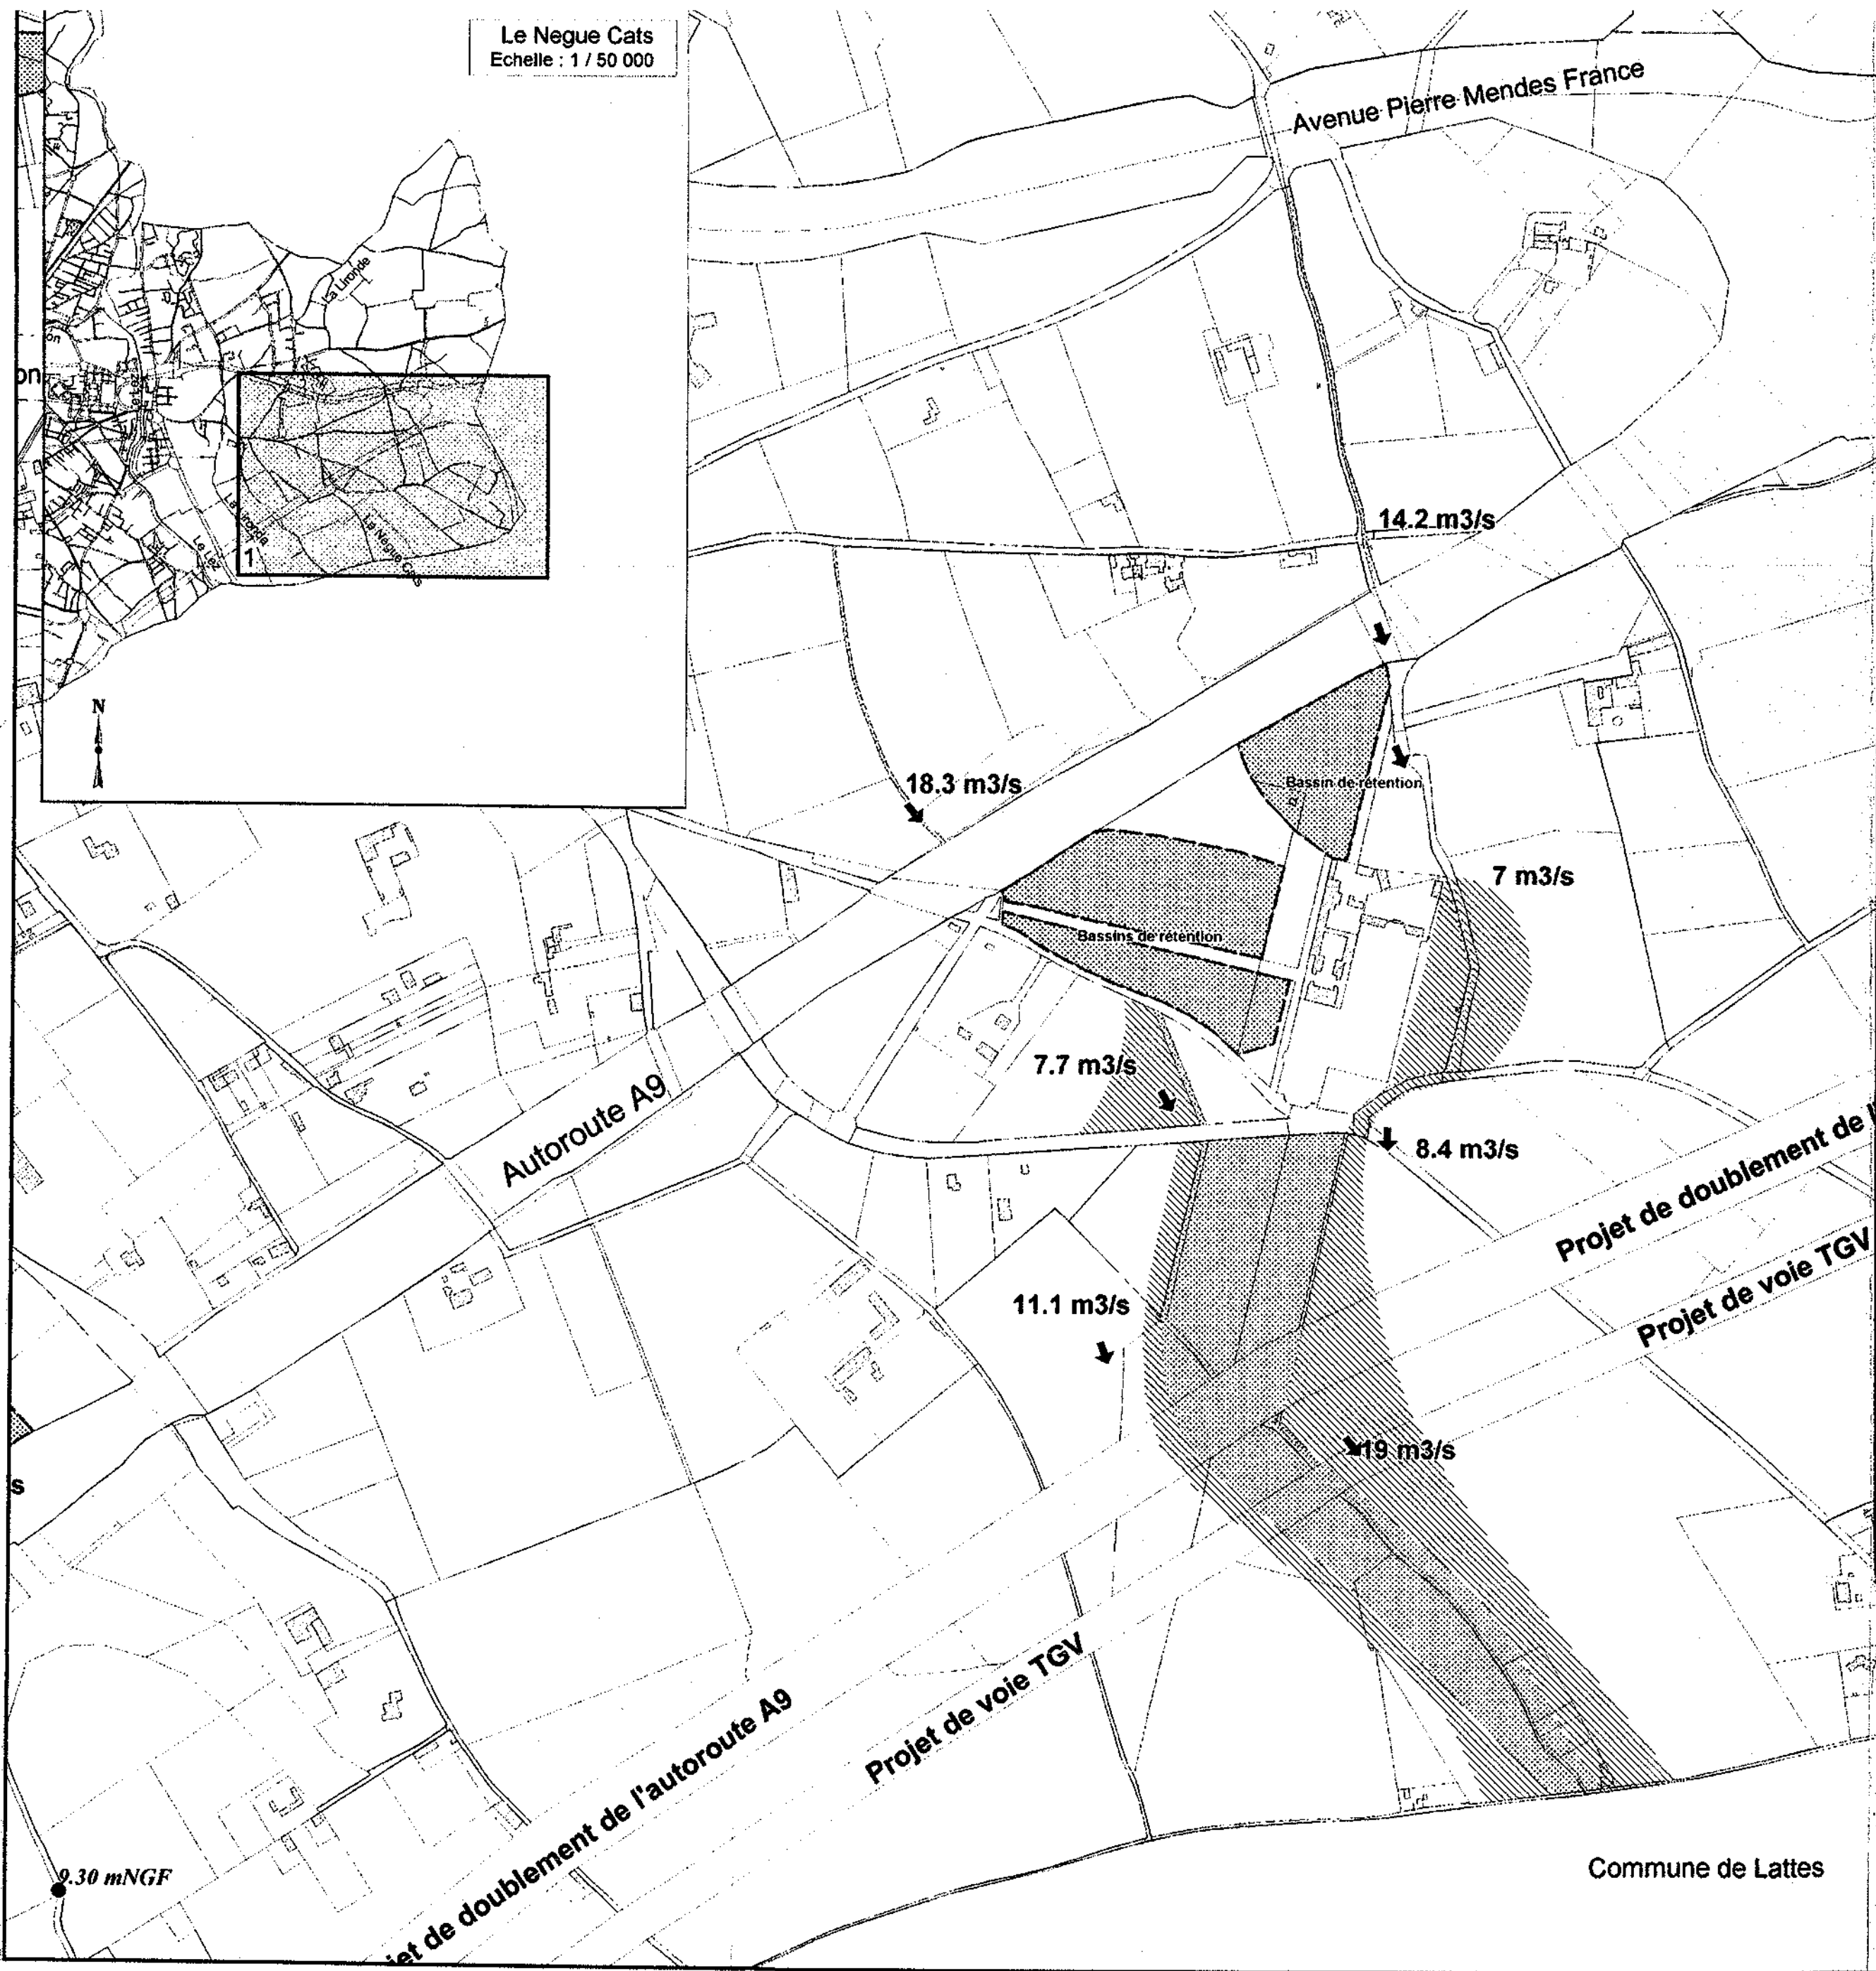 Le Negue Cats
Echelle : 1 / 50 000
Avenue Pierre Mendes France
La Lironde
on
La Lironde
Le Lez
La Negue Cats
1
N
14.2 m3/s
18.3 m3/s
Bassin de rétention
7 m3/s
Bassins de rétention
7.7 m3/s
Autoroute A9
8.4 m3/s
Projet de doublement de l'
Projet de voie TGV
11.1 m3/s
19 m3/s
s
Projet de voie TGV
jet de doublement de l'autoroute A9
9.30 mNGF
Commune de Lattes